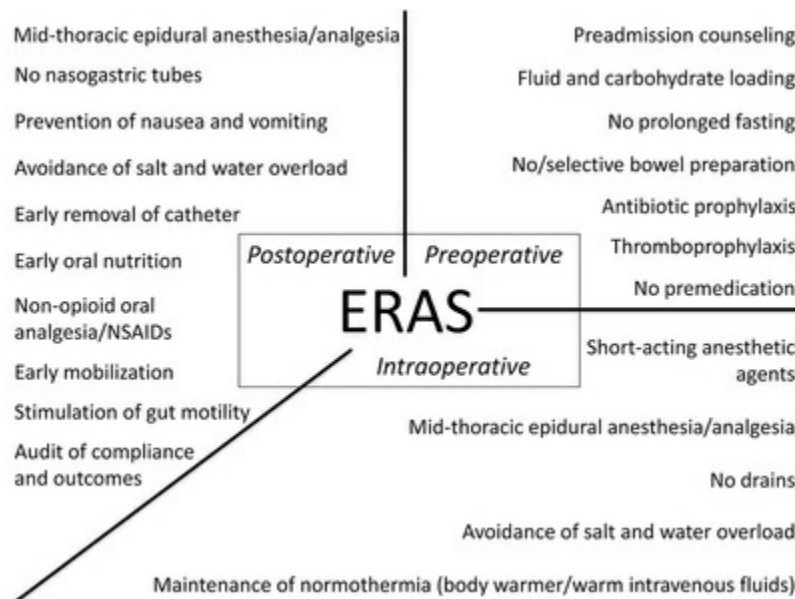 Mid-thoracic epidural anesthesia/analgesia
No nasogastric tubes
Prevention of nausea and vomiting
Avoidance of salt and water overload
Early removal of catheter
Early oral nutrition
Non-opioid oral
analgesia/NSAIDs
Early mobilization
Stimulation of gut motility
Audit of compliance
and outcomes
Preadmission counseling
Fluid and carbohydrate loading
No prolonged fasting
No/selective bowel preparation
Antibiotic prophylaxis
Thromboprophylaxis
No premedication
Postoperative
Preoperative
ERAS
Intraoperative
Short-acting anesthetic
agents
Mid-thoracic epidural anesthesia/analgesia
No drains
Avoidance of salt and water overload
Maintenance of normothermia (body warmer/warm intravenous fluids)